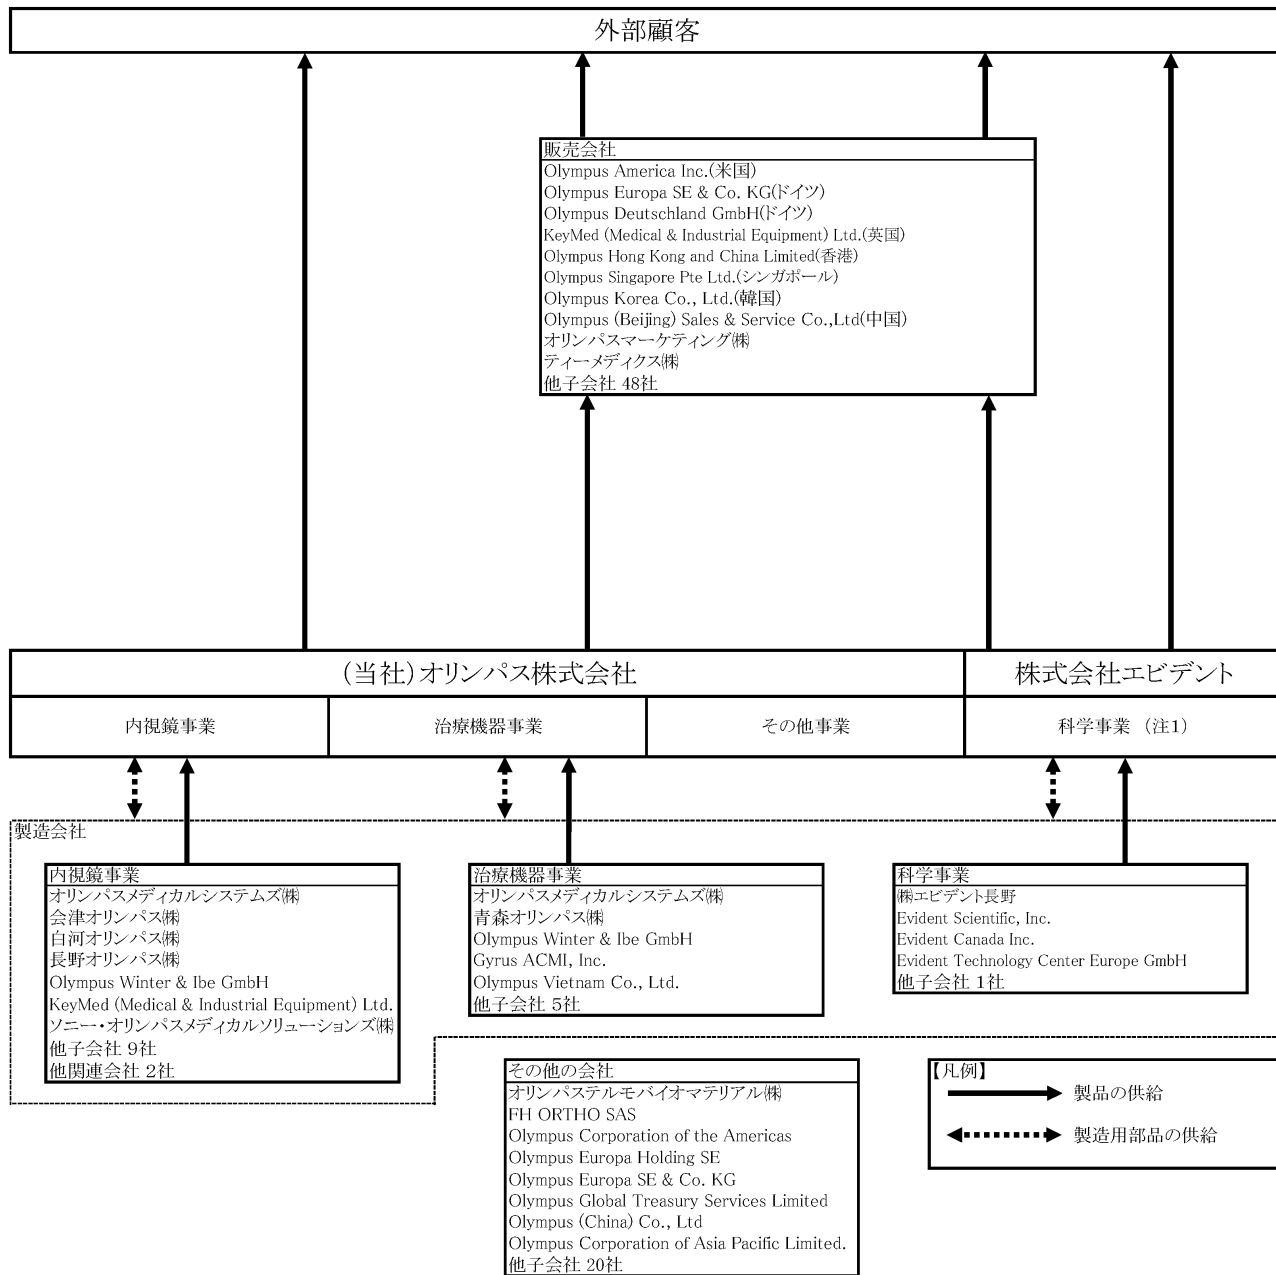 外部顧客
販売会社
Olympus America Inc.(米国)
Olympus Europa SE & Co. KG(ドイツ)
Olympus Deutschland GmbH(ドイツ)
KeyMed (Medical & Industrial Equipment) Ltd.(英国)
Olympus Hong Kong and China Limited(香港)
Olympus Singapore Pte Ltd.(シンガポール)
Olympus Korea Co., Ltd.(韓国)
Olympus (Beijing) Sales & Service Co.,Ltd(中国)
オリンパスマーケティング㈱
ティーメディクス㈱
他子会社 48社
(当社)オリンパス株式会社
株式会社エビデント
内視鏡事業
治療機器事業
その他事業
科学事業 (注1)
製造会社
内視鏡事業
オリンパスメディカルシステムズ㈱
会津オリンパス㈱
白河オリンパス㈱
長野オリンパス㈱
Olympus Winter & Ibe GmbH
KeyMed (Medical & Industrial Equipment) Ltd.
ソニー・オリンパスメディカルソリューションズ㈱
他子会社 9社
他関連会社 2社
治療機器事業
オリンパスメディカルシステムズ㈱
青森オリンパス㈱
Olympus Winter & Ibe GmbH
Gyrus ACMI, Inc.
Olympus Vietnam Co., Ltd.
他子会社 5社
科学事業
㈱エビデント長野
Evident Scientific, Inc.
Evident Canada Inc.
Evident Technology Center Europe GmbH
他子会社 1社
その他の会社
オリンパステルモバイオマテリアル㈱
FH ORTHO SAS
Olympus Corporation of the Americas
Olympus Europa Holding SE
Olympus Europa SE & Co. KG
Olympus Global Treasury Services Limited
Olympus (China) Co., Ltd
Olympus Corporation of Asia Pacific Limited.
他子会社 20社
【凡例】
製品の供給
製造用部品の供給